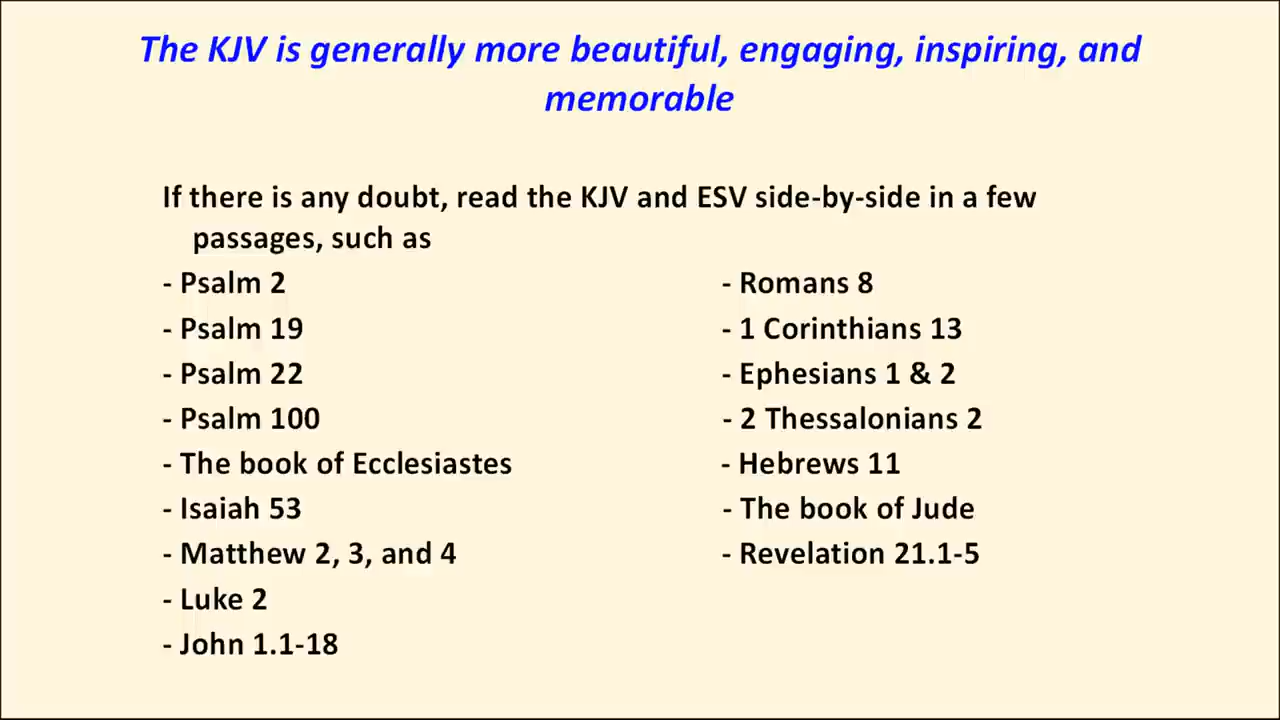 The KJV is generally more beautiful, engaging, inspiring, and
memorable
If there is any doubt, read the KJV and ESV side-by-side in a few
passages, such as
- Psalm 2
- Psalm 19
- Psalm 22
- Psalm 100
- The book of Ecclesiastes
- Isaiah 53
- Matthew 2, 3, and 4
- Luke 2
- John 1.1-18
- Romans 8
- 1 Corinthians 13
- Ephesians 1 & 2
- 2 Thessalonians 2
- Hebrews 11
- The book of Jude
- Revelation 21.1-5